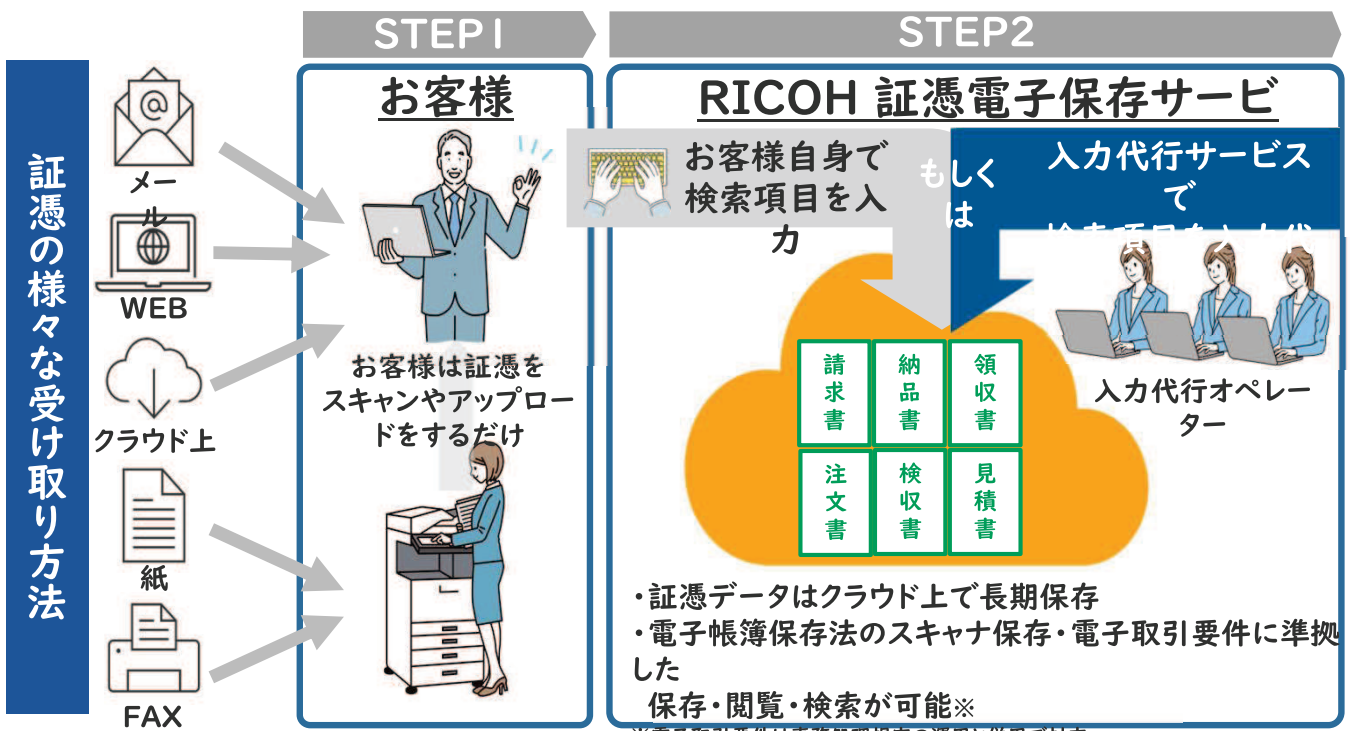 証憑の様々な受け取り方法
メー
ル
WEB
クラウド上
紙
FAX
STEP1
お客様
お客様は証憑を
スキャンやアップロー
ドをするだけ
STEP2
RICOH 証憑電子保存サービ
お客様自身で
検索項目を入
力
もしく
は
入力代行サービス
で
検索項目を入力代
入力代行オペレー
ター
請求書
納品書
領収書
注文書
検収書
見積書
・証憑データはクラウド上で長期保存
・電子帳簿保存法のスキャナ保存・電子取引要件に準拠
した
保存・閲覧・検索が可能※